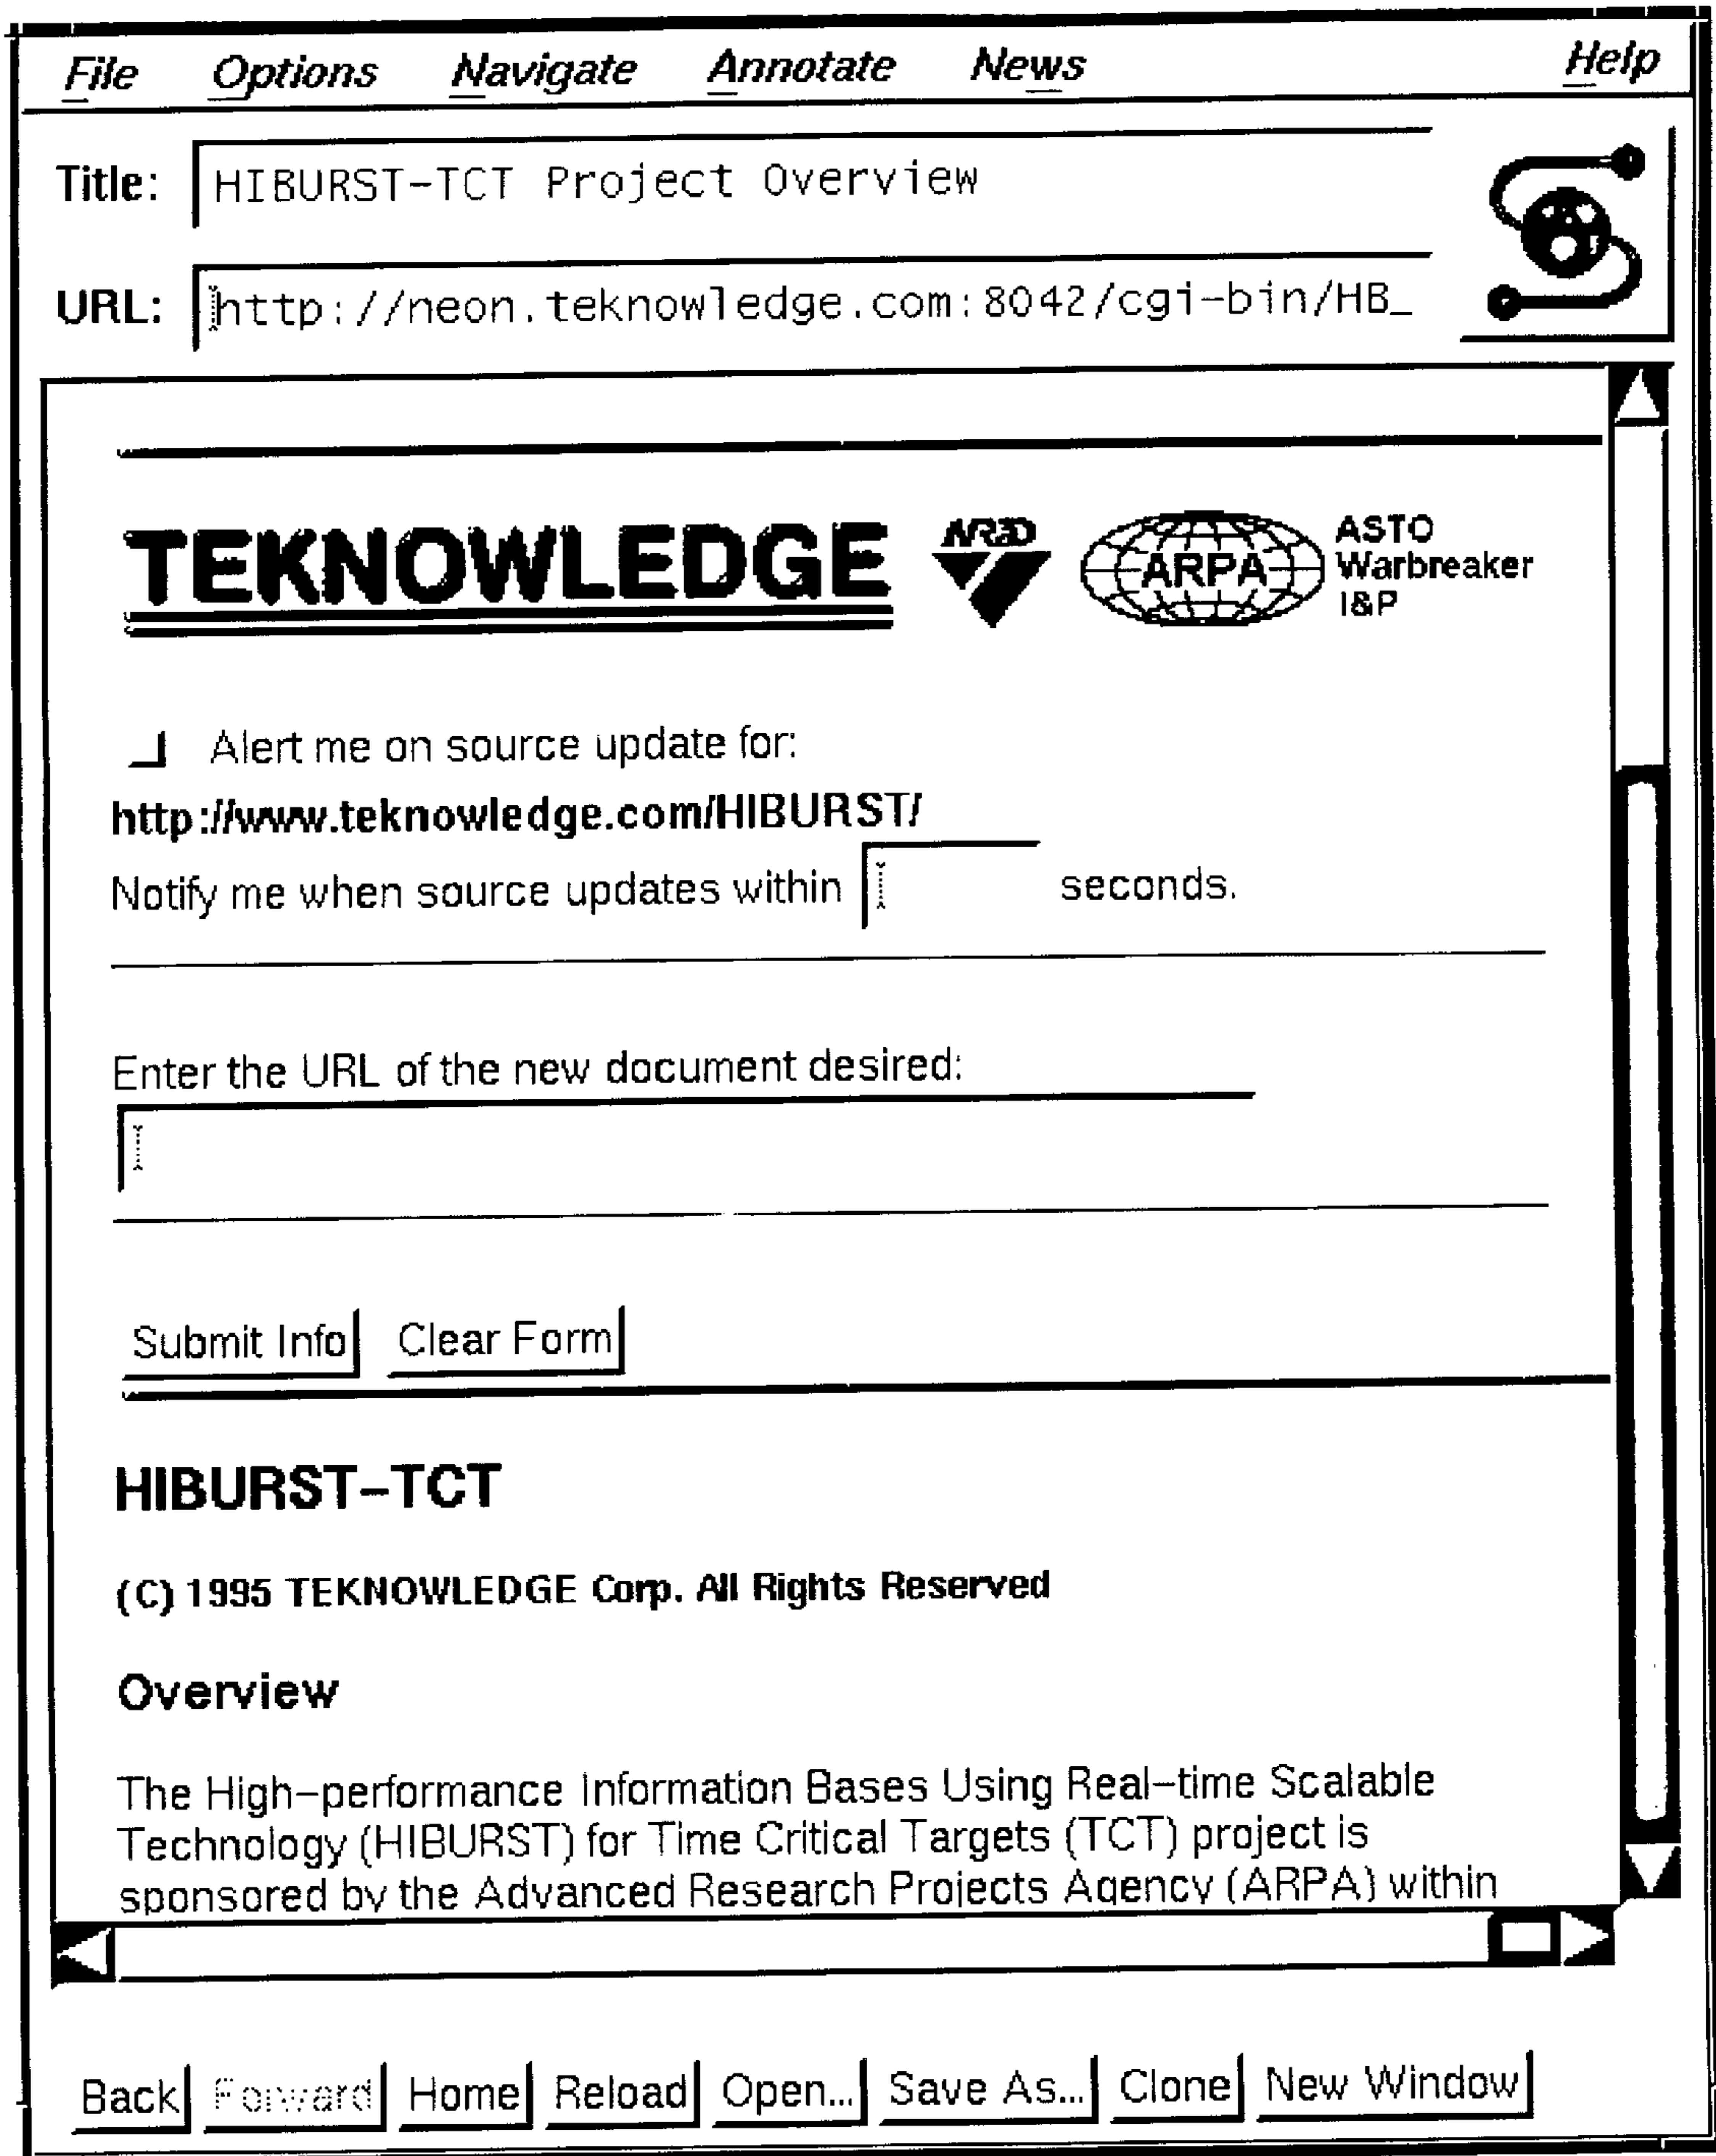 File Options Navigate Annotate News Help
Title: HIBURST-TCT Project Overview
URL: http://neon.teknowledge.com:8042/cgi-bin/HB_
TEKNOWLEDGE ARPA ASTO
Warbreaker
I&P
Alert me on source update for:
http://www.teknowledge.com/HIBURST/
Notify me when source updates within seconds.
Enter the URL of the new document desired:
Submit Info Clear Form
HIBURST-TCT
(C) 1995 TEKNOWLEDGE Corp. All Rights Reserved
Overview
The High-performance Information Bases Using Real-time Scalable
Technology (HIBURST) for Time Critical Targets (TCT) project is
sponsored by the Advanced Research Projects Agency (ARPA) within
Back Forward Home Reload Open... Save As... Clone New Window